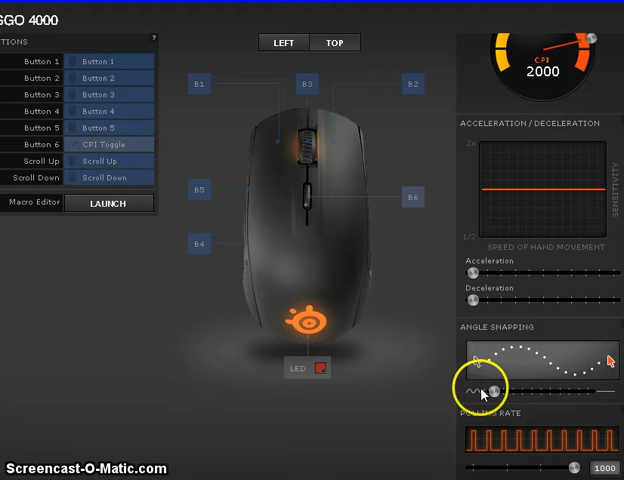 SGO 4000
TIONS ?
Button 1 Button 1
Button 2 Button 2
Button 3 Button 3
Button 4 Button 4
Button 5 Button 5
Button 6 CPI Toggle
Scroll Up Scroll Up
Scroll Down Scroll Down
Macro Editor LAUNCH
LEFT TOP
B1 B3 B2
B5 B6
B4
LED
CPI
2000
ACCELERATION / DECELERATION
2x
SENSITIVITY
1/2
SPEED OF HAND MOVEMENT
Acceleration
Deceleration
ANGLE SNAPPING
POLLING RATE
1000
Screencast-O-Matic.com